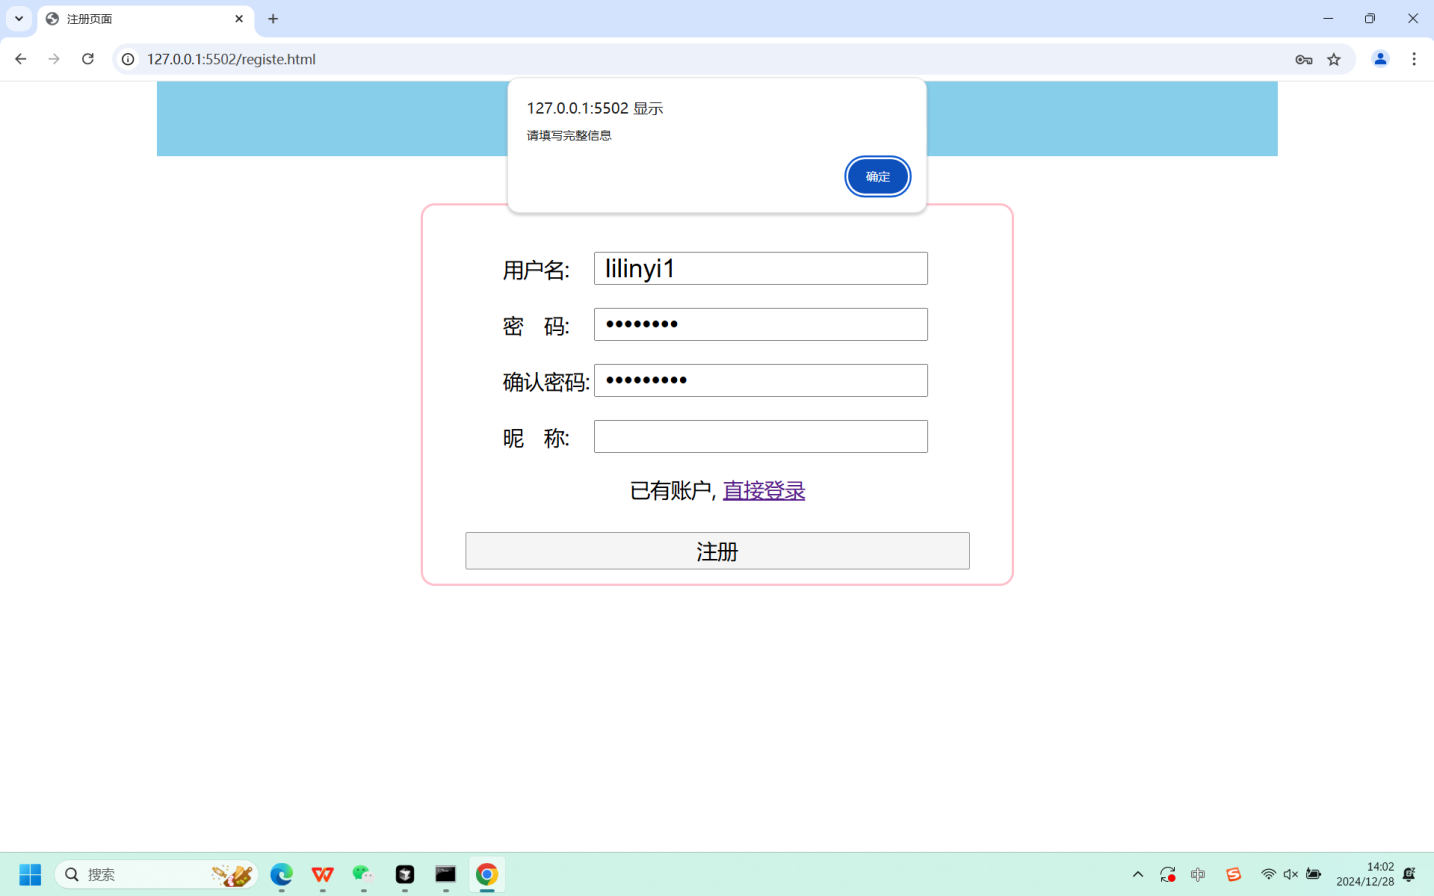 注册页面
127.0.0.1:5502/registe.html
127.0.0.1:5502 显示
请填写完整信息
确定
用户名: lilinyi1
密 码: ••••••••
确认密码: •••••••••
昵 称:
已有账户, 直接登录
注册
搜索
中
14:02
2024/12/28